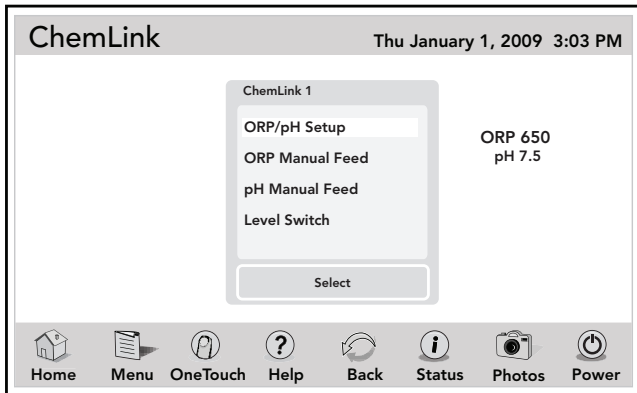 ChemLink
Thu January 1, 2009 3:03 PM
ChemLink 1
ORP/pH Setup
ORP Manual Feed
pH Manual Feed
Level Switch
Select
ORP 650
pH 7.5
Home Menu OneTouch Help Back Status Photos Power